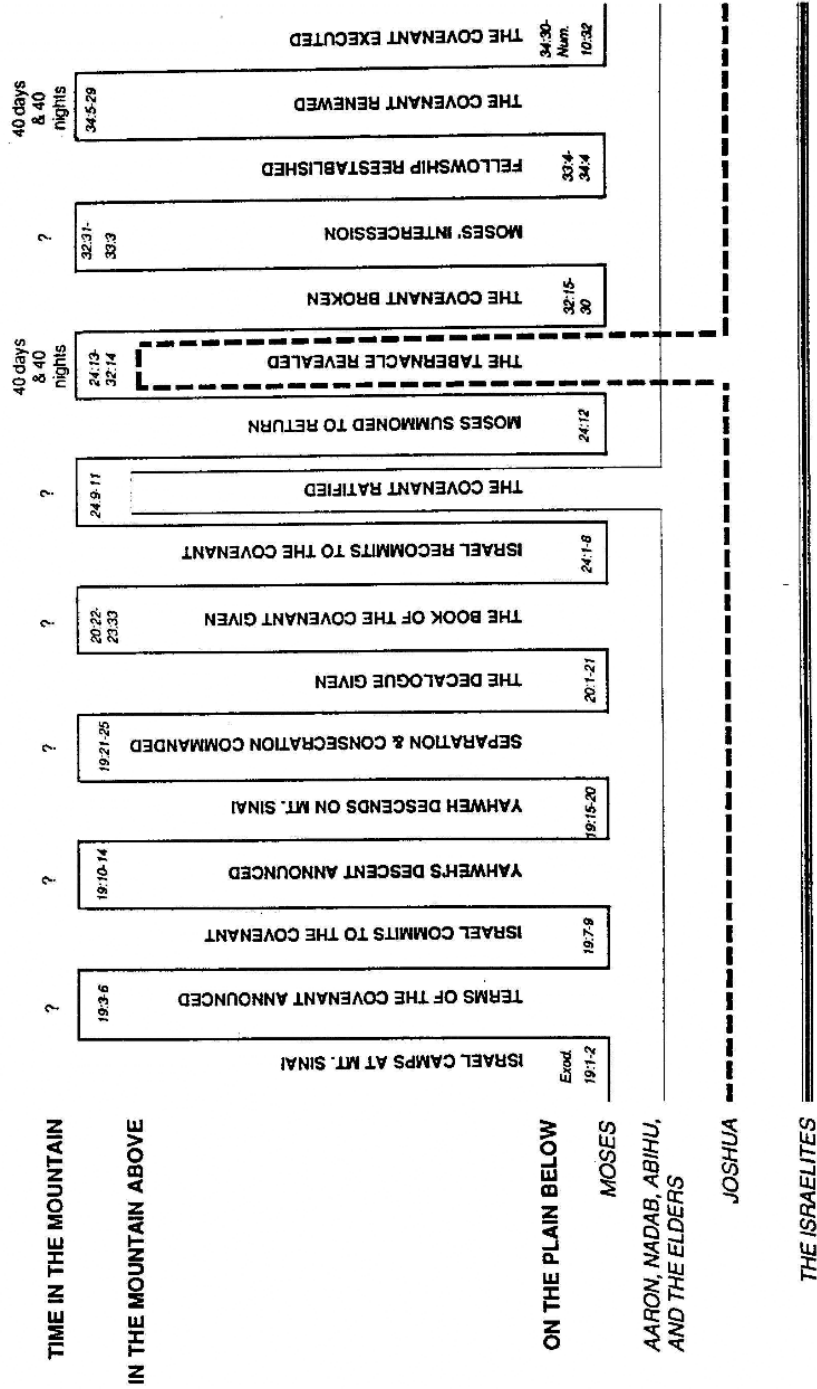 TIME IN THE MOUNTAIN
?
?
?
?
?
40 days
& 40
nights
?
40 days
& 40
nights
IN THE MOUNTAIN ABOVE
19:3-6
19:10-14
19:21-25
20:22-
23:33
24:9-11
24:13-
32:14
32:31-
33:3
34:5-29
ISRAEL CAMPS AT MT. SINAI
TERMS OF THE COVENANT ANNOUNCED
ISRAEL COMMITS TO THE COVENANT
YAHWEH'S DESCENT ANNOUNCED
YAHWEH DESCENDS ON MT. SINAI
SEPARATION & CONSECRATION COMMANDED
THE DECALOGUE GIVEN
THE BOOK OF THE COVENANT GIVEN
ISRAEL RECOMMITS TO THE COVENANT
THE COVENANT RATIFIED
MOSES SUMMONED TO RETURN
THE TABERNACLE REVEALED
THE COVENANT BROKEN
MOSES' INTERCESSION
FELLOWSHIP REESTABLISHED
THE COVENANT RENEWED
THE COVENANT EXECUTED
ON THE PLAIN BELOW
Exod.
19:1-2
19:7-9
19:15-20
20:1-21
24:1-8
24:12
32:15-
30
33:4-
34:4
34:30-
Num.
10:32
MOSES
AARON, NADAB, ABIHU,
AND THE ELDERS
JOSHUA
THE ISRAELITES